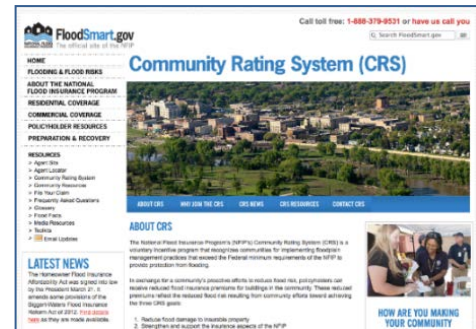 Call toll free: 1-888-379-9531 or have us call you
FloodSmart.gov
The official site of the NFIP
Search FloodSmart.gov
HOME
FLOODING & FLOOD RISKS
ABOUT THE NATIONAL
FLOOD INSURANCE PROGRAM
RESIDENTIAL COVERAGE
COMMERCIAL COVERAGE
POLICYHOLDER RESOURCES
PREPARATION & RECOVERY
RESOURCES
Agent Site
Agent Locator
Community Rating System
Community Resources
File Your Claim
Frequently Asked Questions
Glossary
Flood Facts
Media Resources
Toolkits
Email Updates
LATEST NEWS
The Homeowner Flood Insurance
Affordability Act was signed into law
by the President March 21. It
amends some provisions of the
Biggert-Waters Flood Insurance
Reform Act of 2012. Find details
here as they are made available.
Community Rating System (CRS)
ABOUT CRS
WHY JOIN THE CRS
CRS NEWS
CRS RESOURCES
CONTACT CRS
ABOUT CRS
The National Flood Insurance Program's (NFIP's) Community Rating System (CRS) is a
voluntary incentive program that recognizes communities for implementing floodplain
management practices that exceed the Federal minimum requirements of the NFIP to
provide protection from flooding.
In exchange for a community's proactive efforts to reduce flood risk, policyholders can
receive reduced flood insurance premiums for buildings in the community. These reduced
premiums reflect the reduced flood risk resulting from community efforts toward achieving
the three CRS goals:
1. Reduce flood damage to insurable property
2. Strengthen and support the insurance aspects of the NFIP
HOW ARE YOU MAKING
YOUR COMMUNITY